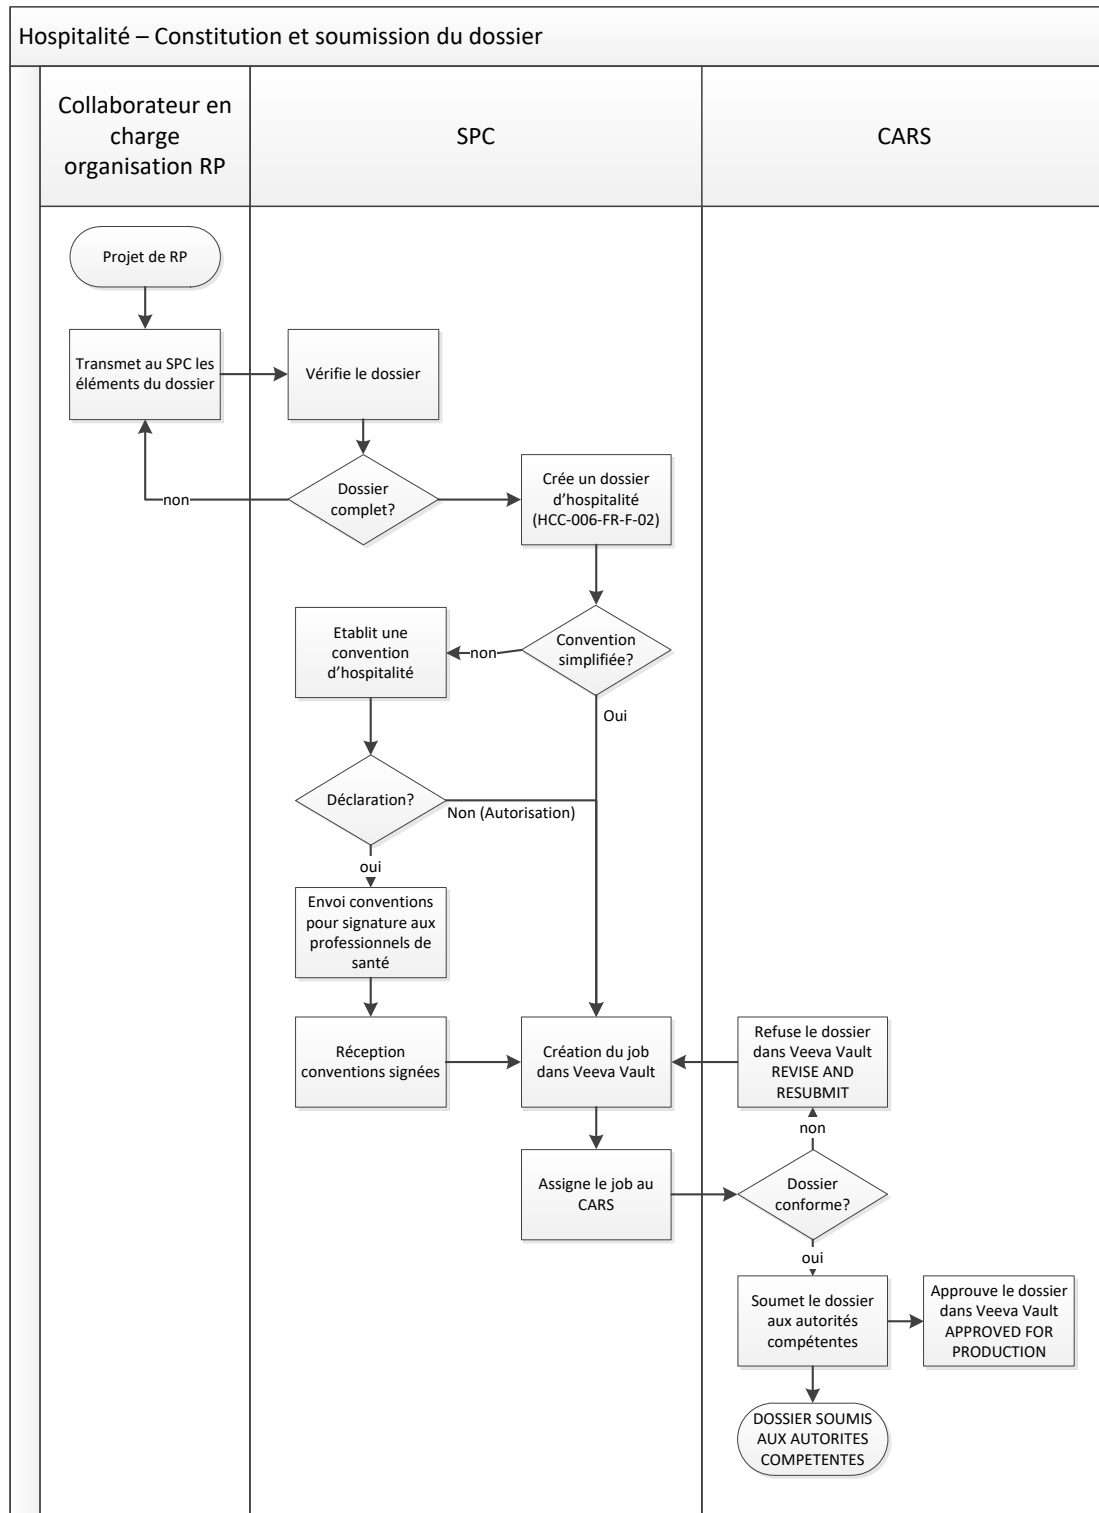 Hospitalité – Constitution et soumission du dossier
Collaborateur en
charge
organisation RP
SPC
CARS
Projet de RP
Transmet au SPC les
éléments du dossier
Vérifie le dossier
Dossier
complet?
non
Crée un dossier
d’hospitalité
(HCC-006-FR-F-02)
Etablit une
convention
d’hospitalité
non
Convention
simplifiée?
Oui
Déclaration?
Non (Autorisation)
oui
Envoi conventions
pour signature aux
professionnels de
santé
Réception
conventions signées
Création du job
dans Veeva Vault
Refuse le dossier
dans Veeva Vault
REVISE AND
RESUBMIT
non
Assigne le job au
CARS
Dossier
conforme?
oui
Soumet le dossier
aux autorités
compétentes
Approuve le dossier
dans Veeva Vault
APPROVED FOR
PRODUCTION
DOSSIER SOUMIS
AUX AUTORITES
COMPETENTES